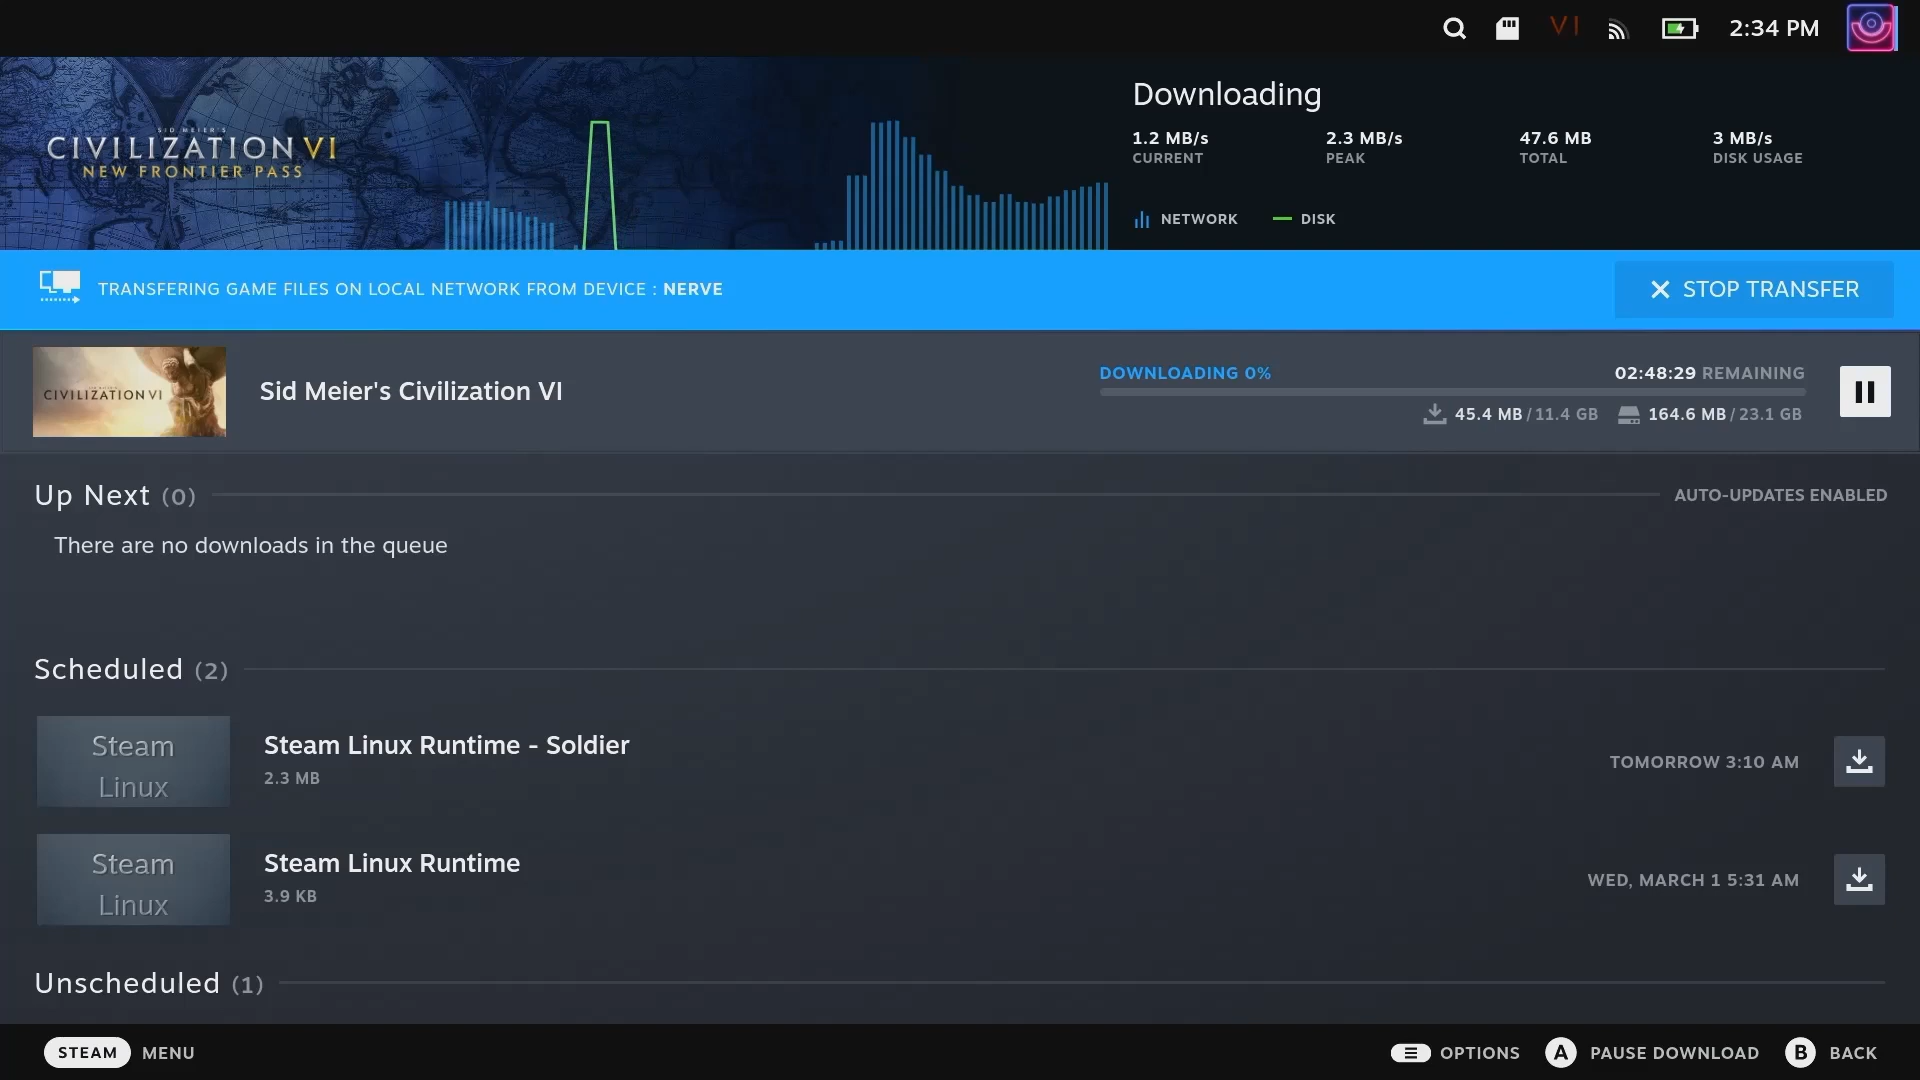 VI
2:34 PM
SID MEIER'S
CIVILIZATION VI
NEW FRONTIER PASS
Downloading
1.2 MB/s
CURRENT
2.3 MB/s
PEAK
47.6 MB
TOTAL
3 MB/s
DISK USAGE
NETWORK
DISK
TRANSFERING GAME FILES ON LOCAL NETWORK FROM DEVICE : NERVE
STOP TRANSFER
CIVILIZATION VI
Sid Meier's Civilization VI
DOWNLOADING 0%
02:48:29 REMAINING
45.4 MB / 11.4 GB
164.6 MB / 23.1 GB
Up Next (0)
AUTO-UPDATES ENABLED
There are no downloads in the queue
Scheduled (2)
Steam
Linux
Steam Linux Runtime - Soldier
2.3 MB
TOMORROW 3:10 AM
Steam
Linux
Steam Linux Runtime
3.9 KB
WED, MARCH 1 5:31 AM
Unscheduled (1)
STEAM MENU
OPTIONS
A PAUSE DOWNLOAD
B BACK